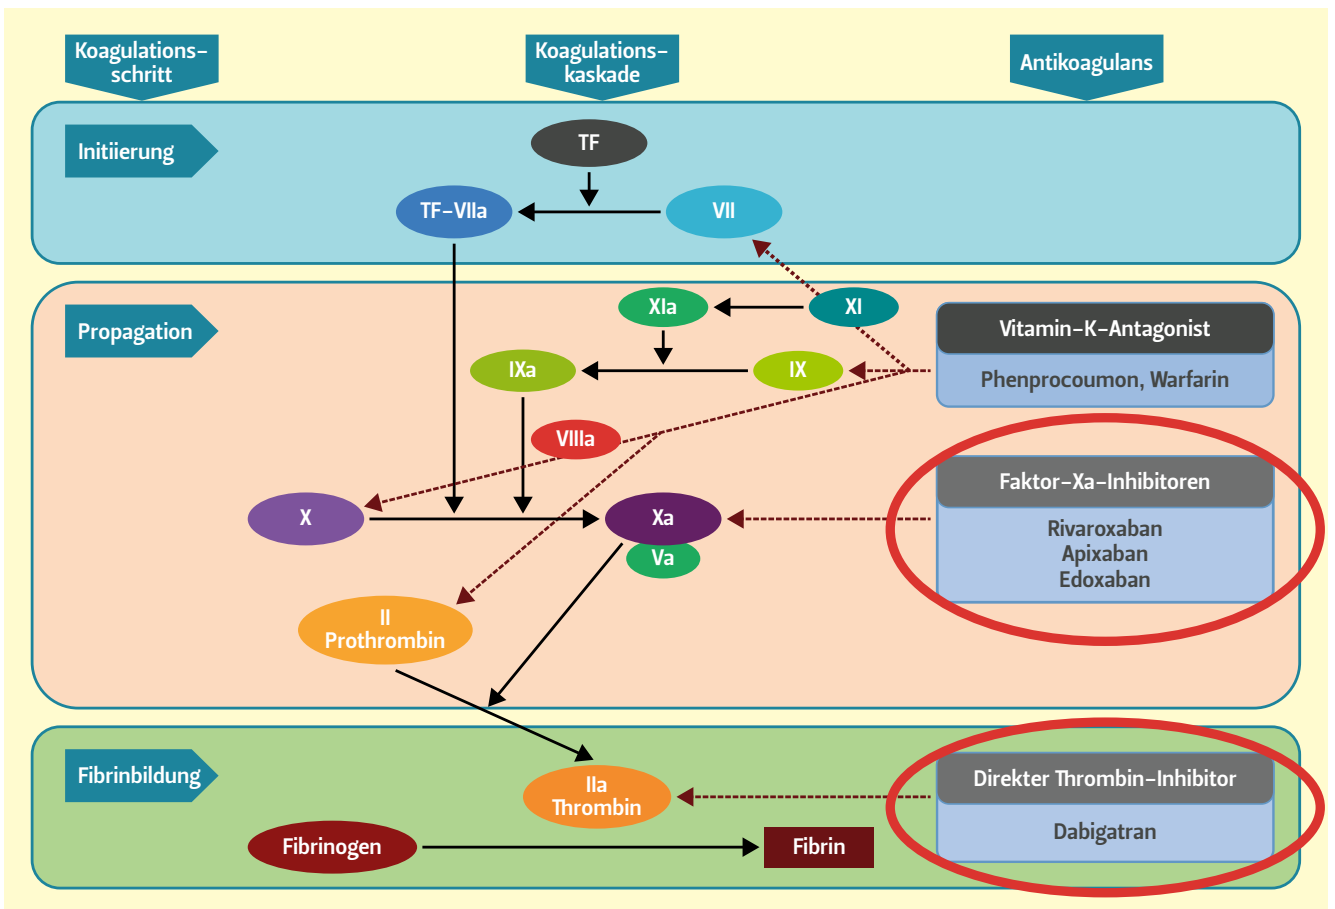 Koagulations–
schritt
Koagulations–
kaskade
Antikoagulans
Initiierung
TF
TF–VIIa
VII
Propagation
XIa
XI
Vitamin–K–Antagonist
Phenprocoumon, Warfarin
IXa
IX
VIIIa
Faktor–Xa–Inhibitoren
Rivaroxaban
Apixaban
Edoxaban
X
Xa
Va
II
Prothrombin
Fibrinbildung
IIa
Thrombin
Direkter Thrombin–Inhibitor
Dabigatran
Fibrinogen
Fibrin